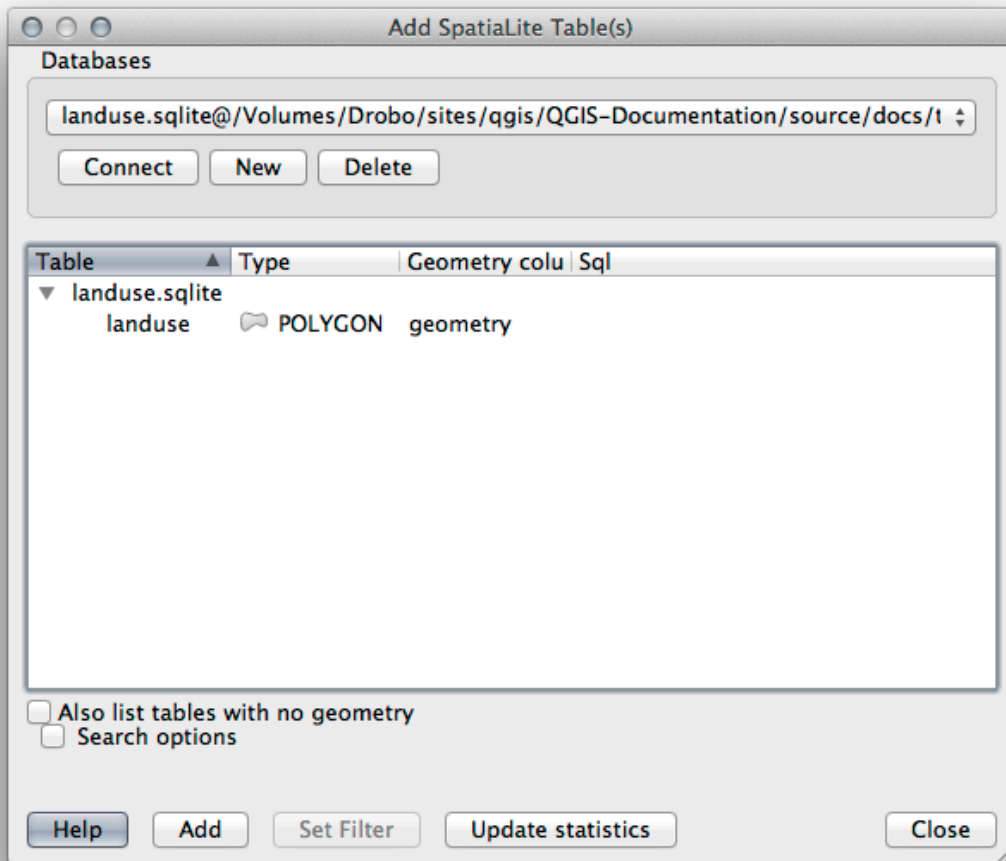 Add SpatiaLite Table(s)
Databases
landuse.sqlite@/Volumes/Drobo/sites/qgis/QGIS-Documentation/source/docs/t
Connect New Delete
Table Type Geometry colu Sql
landuse.sqlite
landuse POLYGON geometry
Also list tables with no geometry
Search options
Help Add Set Filter Update statistics Close